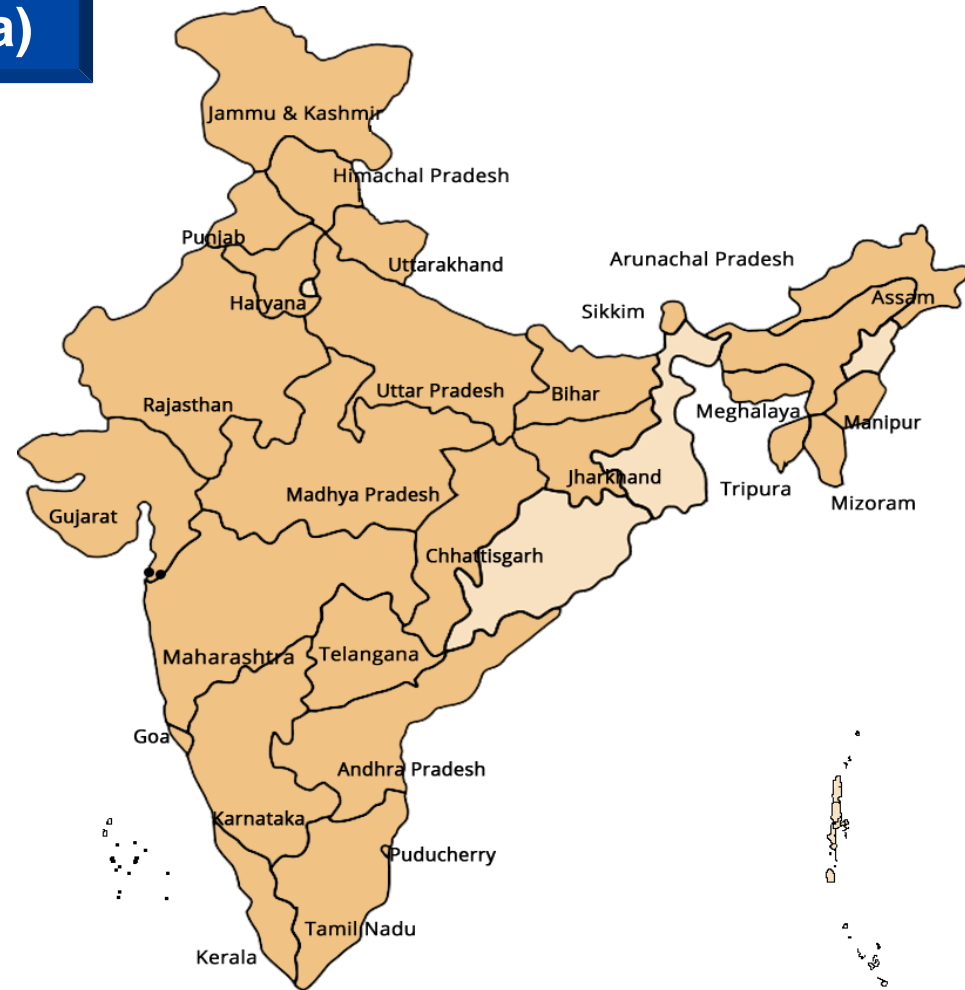 a)
Jammu & Kashmir
Himachal Pradesh
Punjab
Uttarakhand
Arunachal Pradesh
Haryana
Sikkim
Assam
Rajasthan
Uttar Pradesh
Bihar
Meghalaya
Manipur
Gujarat
Madhya Pradesh
Jharkhand
Tripura
Mizoram
Chhattisgarh
Maharashtra
Telangana
Goa
Andhra Pradesh
Karnataka
Puducherry
Tamil Nadu
Kerala